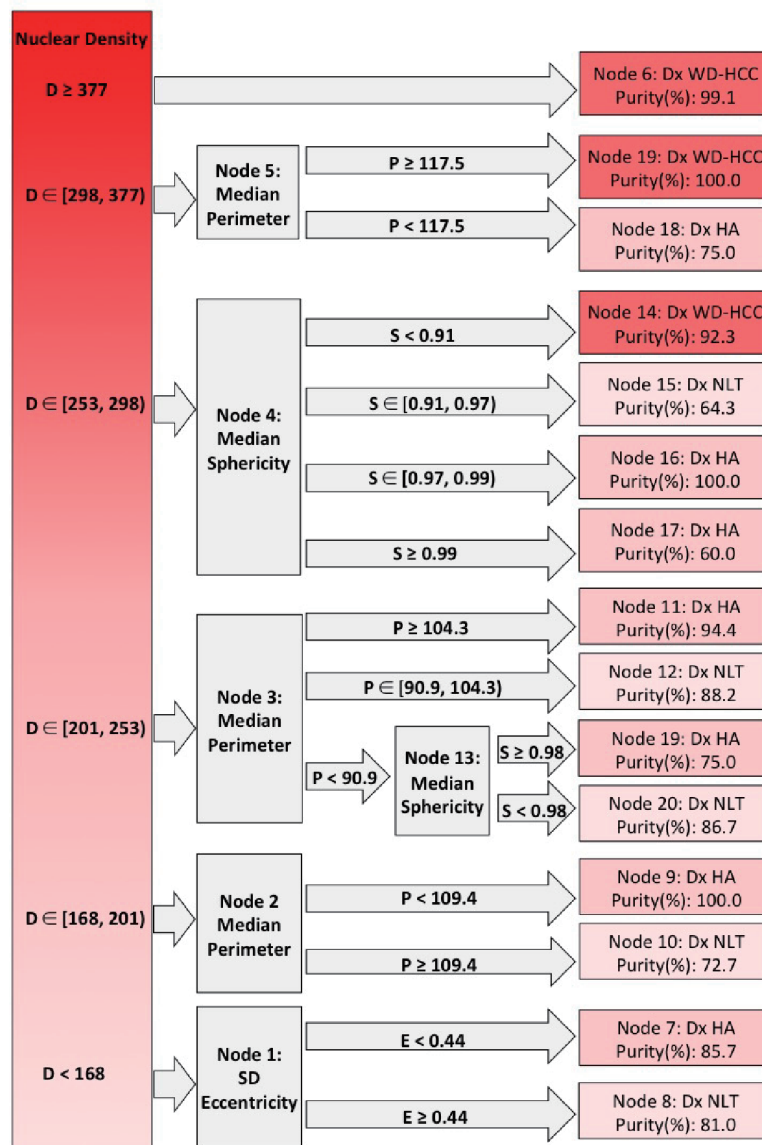 Nuclear Density
D ≥ 377
Node 6: Dx WD-HCC
Purity(%): 99.1
D ∈ [298, 377)
Node 5:
Median
Perimeter
P ≥ 117.5
Node 19: Dx WD-HCC
Purity(%): 100.0
P < 117.5
Node 18: Dx HA
Purity(%): 75.0
D ∈ [253, 298)
Node 4:
Median
Sphericity
S < 0.91
Node 14: Dx WD-HCC
Purity(%): 92.3
S ∈ [0.91, 0.97)
Node 15: Dx NLT
Purity(%): 64.3
S ∈ [0.97, 0.99)
Node 16: Dx HA
Purity(%): 100.0
S ≥ 0.99
Node 17: Dx HA
Purity(%): 60.0
D ∈ [201, 253)
Node 3:
Median
Perimeter
P ≥ 104.3
Node 11: Dx HA
Purity(%): 94.4
P ∈ [90.9, 104.3)
Node 12: Dx NLT
Purity(%): 88.2
P < 90.9
Node 13:
Median
Sphericity
S ≥ 0.98
Node 19: Dx HA
Purity(%): 75.0
S < 0.98
Node 20: Dx NLT
Purity(%): 86.7
D ∈ [168, 201)
Node 2
Median
Perimeter
P < 109.4
Node 9: Dx HA
Purity(%): 100.0
P ≥ 109.4
Node 10: Dx NLT
Purity(%): 72.7
D < 168
Node 1:
SD
Eccentricity
E < 0.44
Node 7: Dx HA
Purity(%): 85.7
E ≥ 0.44
Node 8: Dx NLT
Purity(%): 81.0